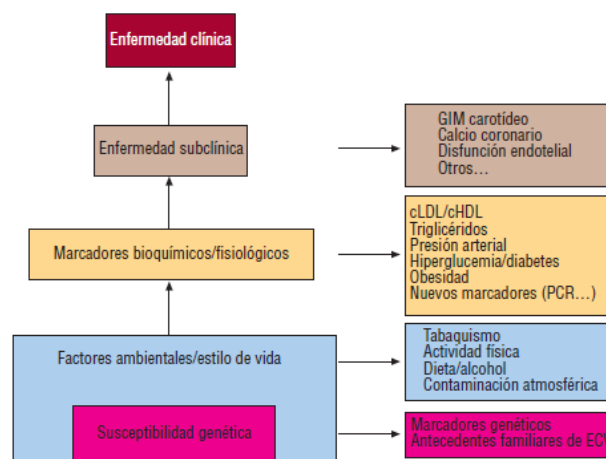 Enfermedad clínica
Enfermedad subclínica
GIM carotídeo
Calcio coronario
Disfunción endotelial
Otros…
Marcadores bioquímicos/fisiológicos
cLDL/cHDL
Triglicéridos
Presión arterial
Hiperglucemia/diabetes
Obesidad
Nuevos marcadores (PCR…)
Factores ambientales/estilo de vida
Tabaquismo
Actividad física
Dieta/alcohol
Contaminación atmosférica
Susceptibilidad genética
Marcadores genéticos
Antecedentes familiares de ECV